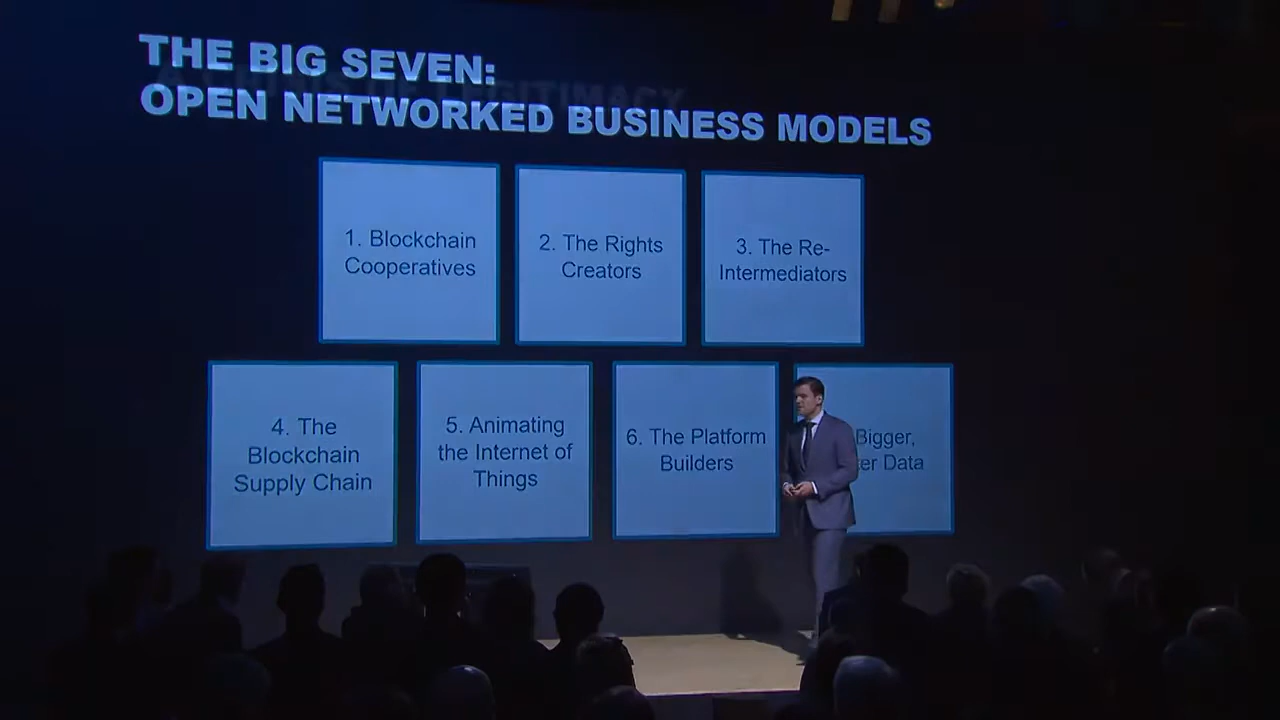 THE BIG SEVEN:
OPEN NETWORKED BUSINESS MODELS
1. Blockchain
Cooperatives
2. The Rights
Creators
3. The Re-
Intermediators
4. The
Blockchain
Supply Chain
5. Animating
the Internet of
Things
6. The Platform
Builders
Bigger,
er Data